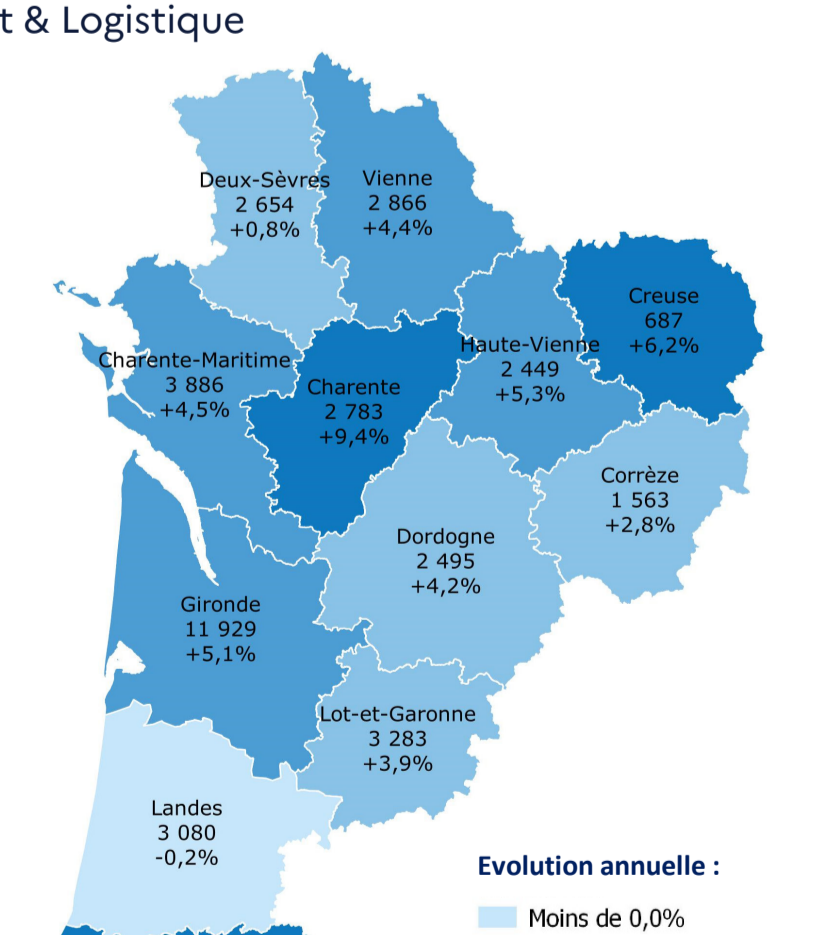 t & Logistique
Deux-Sèvres
2 654
+0,8%
Vienne
2 866
+4,4%
Creuse
687
+6,2%
Haute-Vienne
2 449
+5,3%
Charente-Maritime
3 886
+4,5%
Charente
2 783
+9,4%
Corrèze
1 563
+2,8%
Dordogne
2 495
+4,2%
Gironde
11 929
+5,1%
Lot-et-Garonne
3 283
+3,9%
Landes
3 080
-0,2%
Evolution annuelle :
Moins de 0,0%